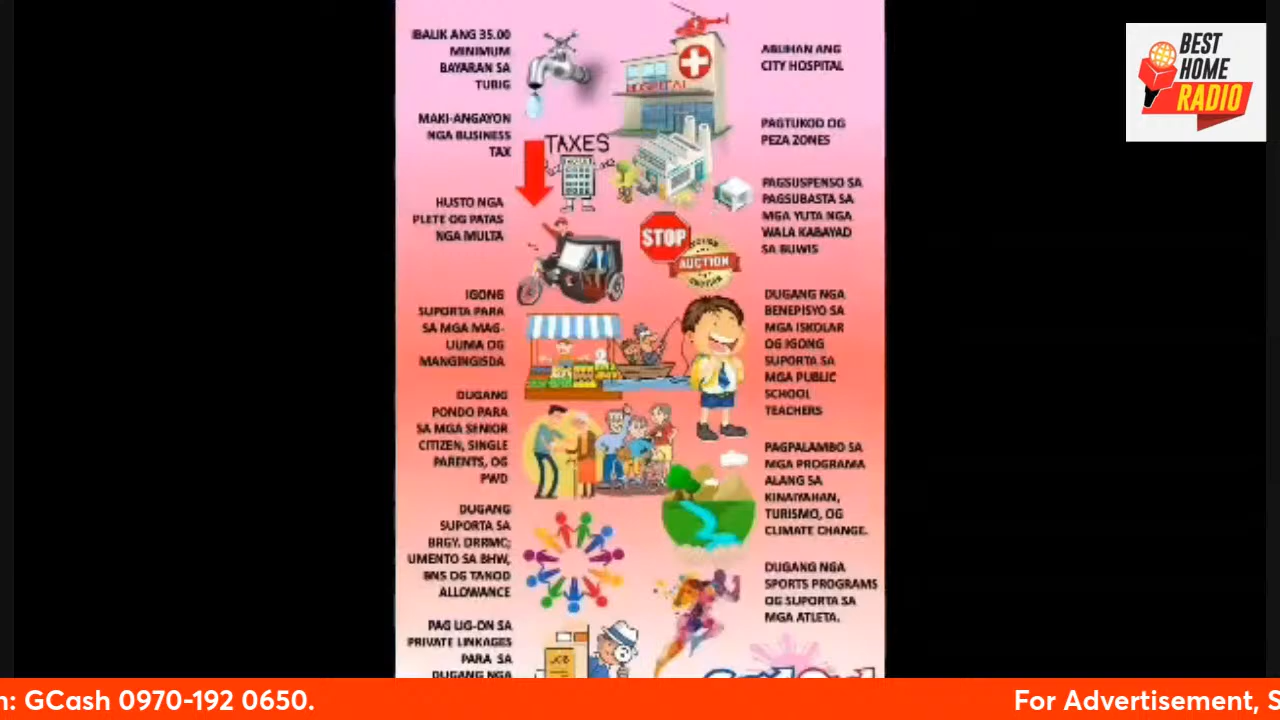 IBALIK ANG 35.00
MINIMUM
BAYARAN SA
TUBIG
MAKI-ANGAYON
NGA BUSINESS
TAX
HUSTO NGA
PLETE OG PATAS
NGA MULTA
IGONG
SUPORTA PARA
SA MGA MAG-
UUMA OG
MANGINGISDA
DUGANG
PONDO PARA
SA MGA SENIOR
CITIZEN, SINGLE
PARENTS, OG
PWD
DUGANG
SUPORTA SA
BRGY. DRRMC;
UMENTO SA BHW,
BNS OG TANOD
ALLOWANCE
PAG LIG-ON SA
PRIVATE LINKAGES
PARA SA
DUGANG NGA
HOSPITAL
TAXES
STOP
AUCTION
JOB
ABLIHAN ANG
CITY HOSPITAL
PAGTUKOD OG
PEZA ZONES
PAGSUSPENSO SA
PAGSUBASTA SA
MGA YUTA NGA
WALA KABAYAD
SA BUWIS
DUGANG NGA
BENEPISYO SA
MGA ISKOLAR
OG IGONG
SUPORTA SA
MGA PUBLIC
SCHOOL
TEACHERS
PAGPALAMBO SA
MGA PROGRAMA
ALANG SA
KINAIYAHAN,
TURISMO, OG
CLIMATE CHANGE.
DUGANG NGA
SPORTS PROGRAMS
OG SUPORTA SA
MGA ATLETA.
BEST
HOME
RADIO
n: GCash 0970-192 0650.
For Advertisement, S